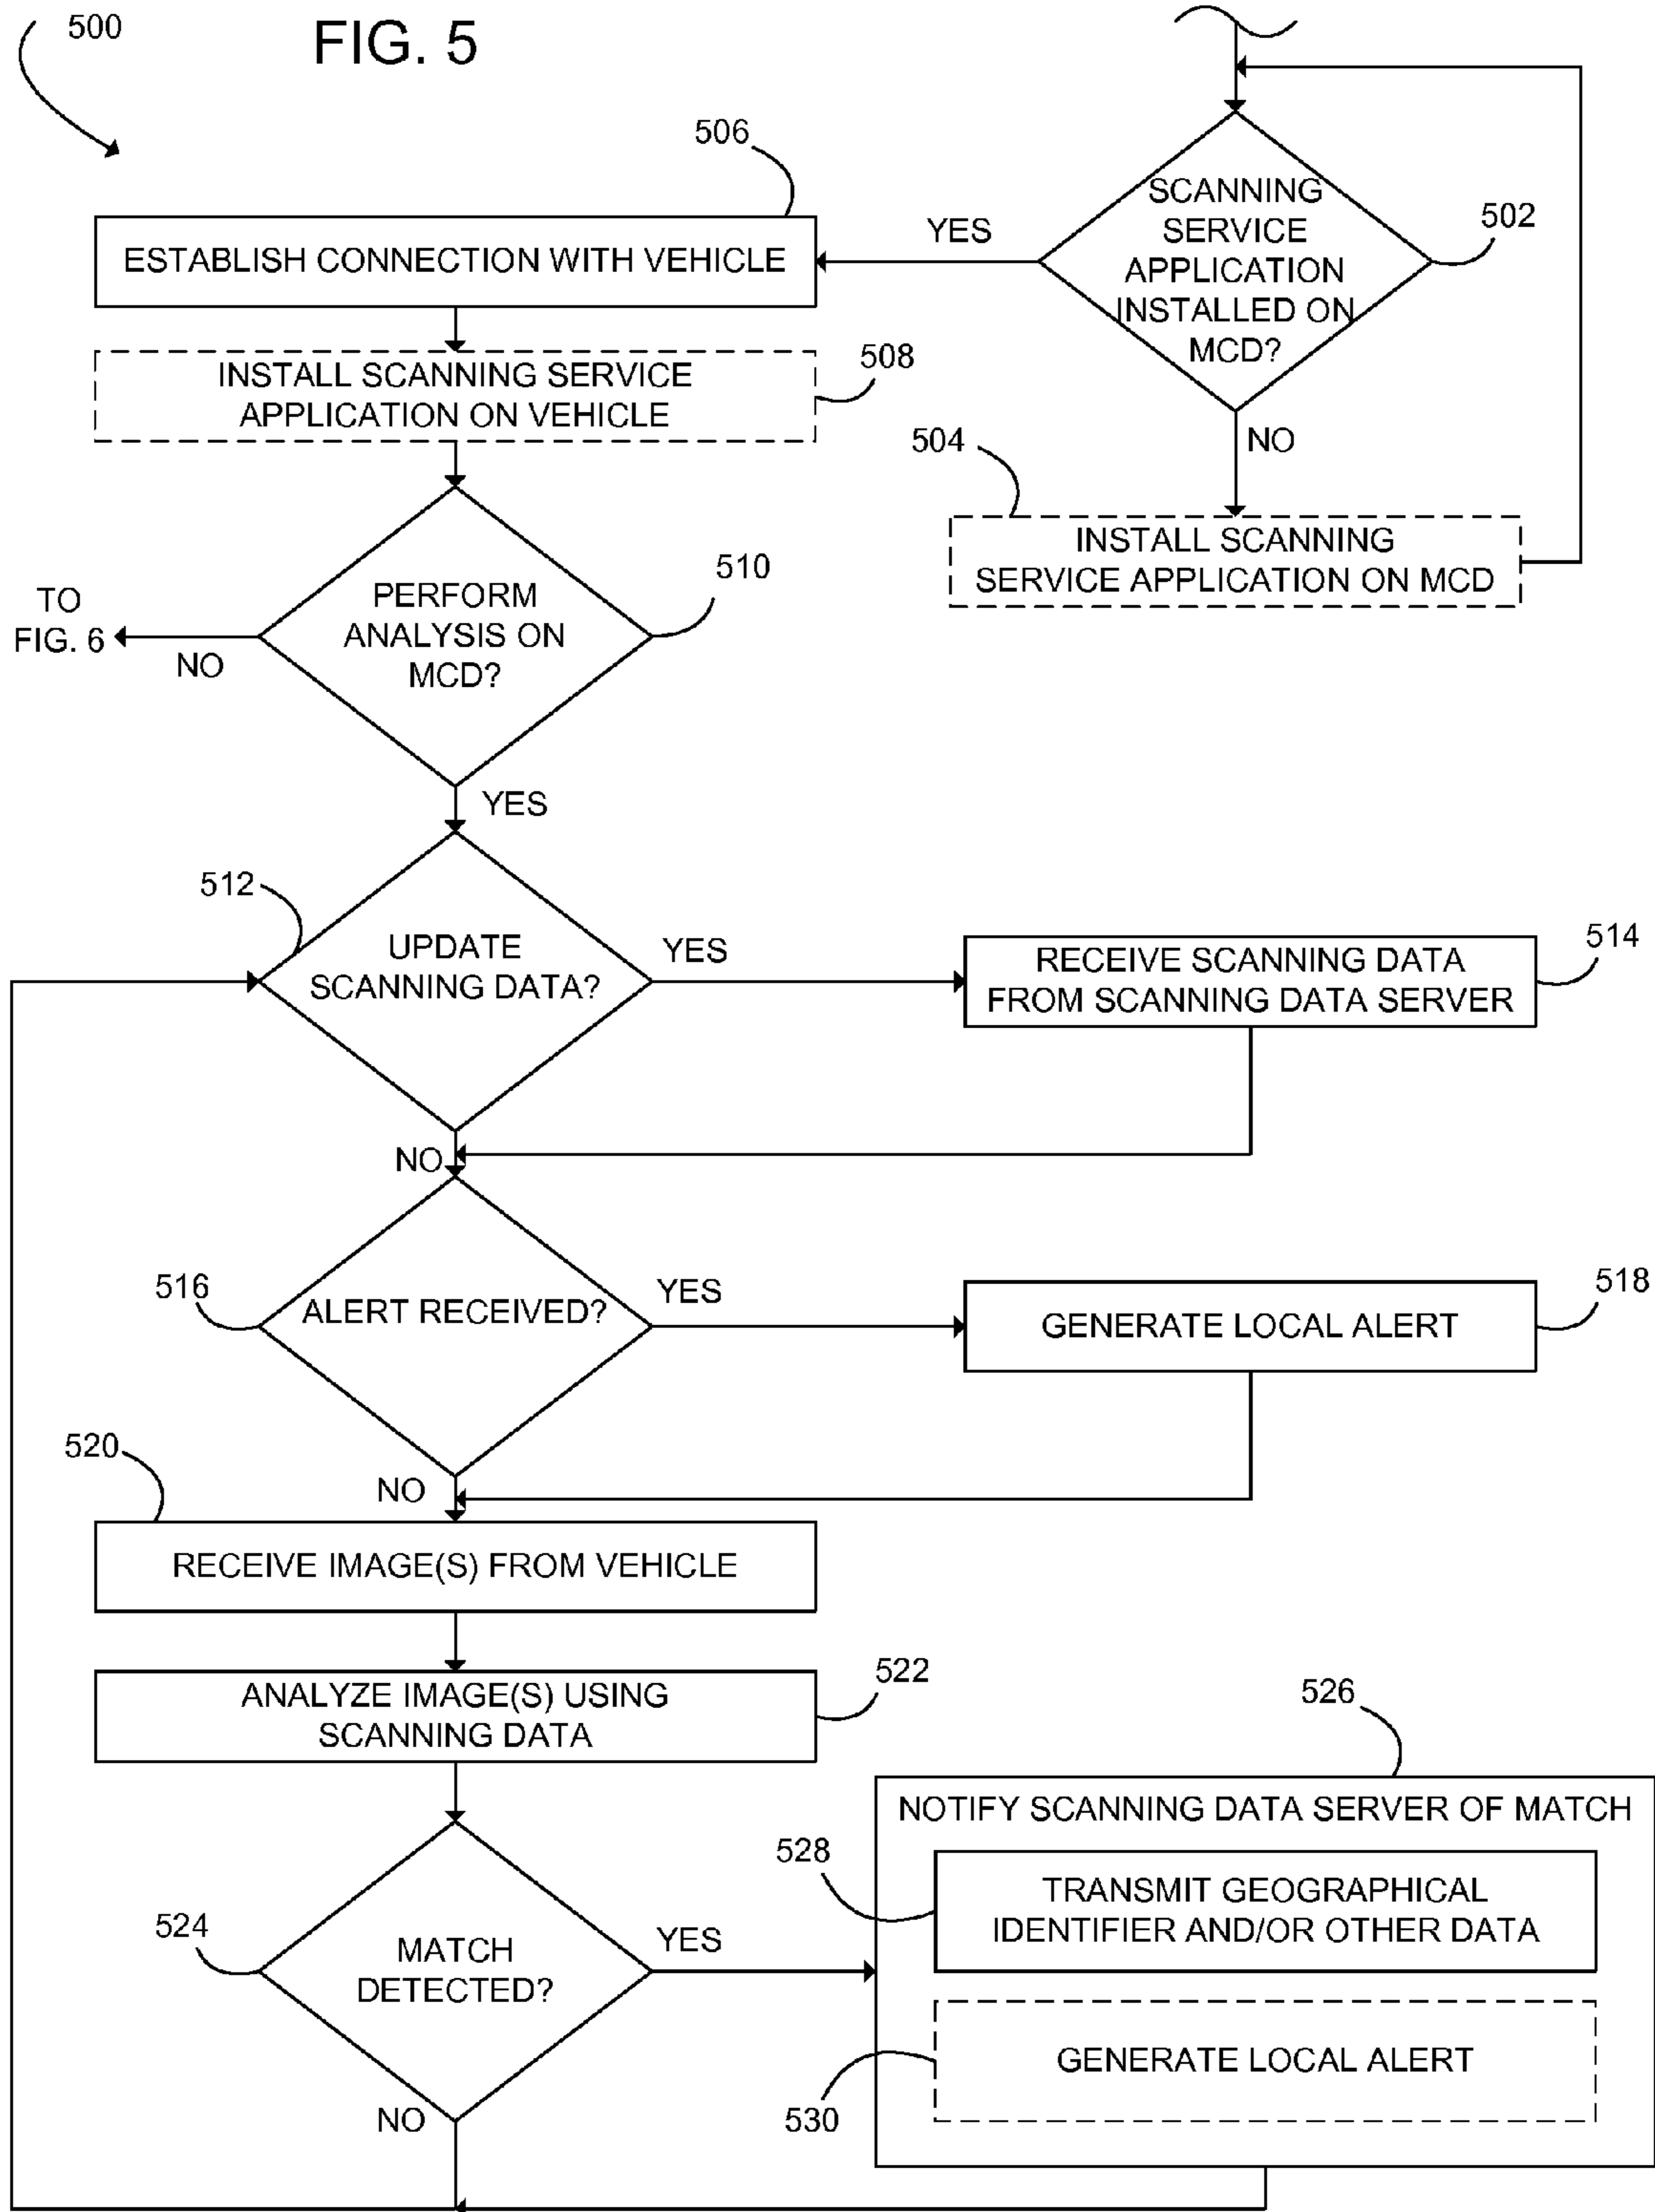 500
FIG. 5
SCANNING
SERVICE
APPLICATION
INSTALLED ON
MCD?
502
YES
NO
504
INSTALL SCANNING
SERVICE APPLICATION ON MCD
506
ESTABLISH CONNECTION WITH VEHICLE
INSTALL SCANNING SERVICE
APPLICATION ON VEHICLE
508
PERFORM
ANALYSIS ON
MCD?
510
TO
FIG. 6
NO
YES
512
UPDATE
SCANNING DATA?
YES
RECEIVE SCANNING DATA
FROM SCANNING DATA SERVER
514
NO
516
ALERT RECEIVED?
YES
GENERATE LOCAL ALERT
518
NO
520
RECEIVE IMAGE(S) FROM VEHICLE
ANALYZE IMAGE(S) USING
SCANNING DATA
522
524
MATCH
DETECTED?
YES
NO
526
NOTIFY SCANNING DATA SERVER OF MATCH
528
TRANSMIT GEOGRAPHICAL
IDENTIFIER AND/OR OTHER DATA
GENERATE LOCAL ALERT
530